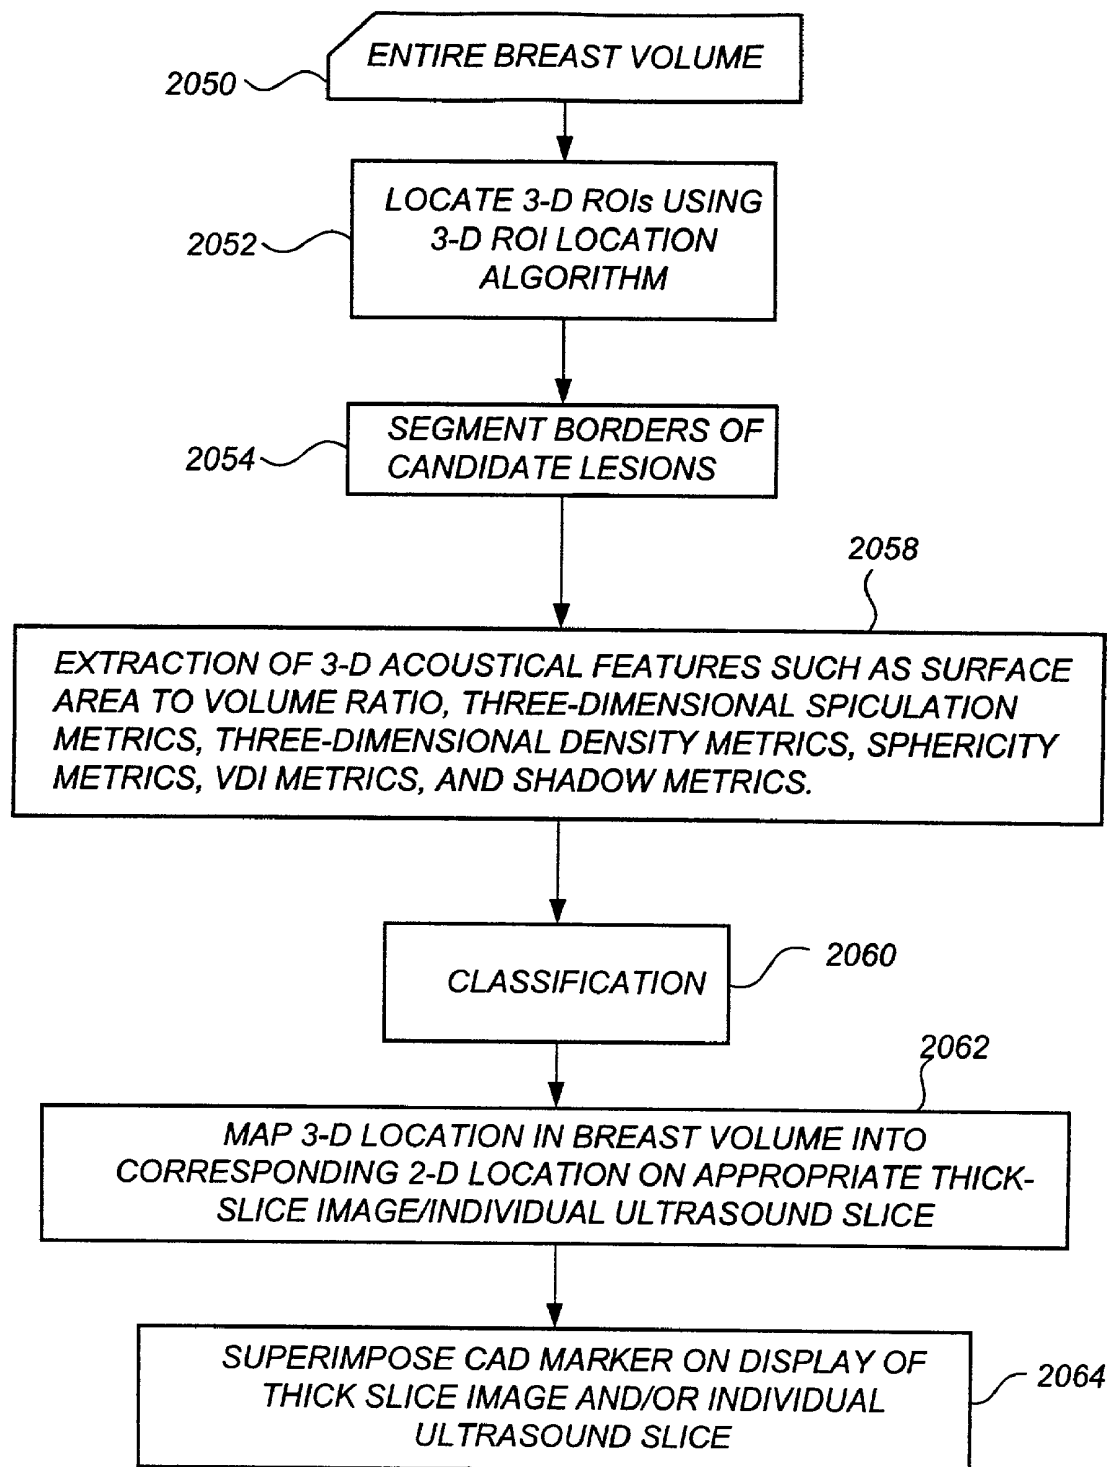 ENTIRE BREAST VOLUME
2050
LOCATE 3-D ROIs USING
3-D ROI LOCATION
ALGORITHM
2052
SEGMENT BORDERS OF
CANDIDATE LESIONS
2054
2058
EXTRACTION OF 3-D ACOUSTICAL FEATURES SUCH AS SURFACE
AREA TO VOLUME RATIO, THREE-DIMENSIONAL SPICULATION
METRICS, THREE-DIMENSIONAL DENSITY METRICS, SPHERICITY
METRICS, VDI METRICS, AND SHADOW METRICS.
CLASSIFICATION
2060
2062
MAP 3-D LOCATION IN BREAST VOLUME INTO
CORRESPONDING 2-D LOCATION ON APPROPRIATE THICK-
SLICE IMAGE/INDIVIDUAL ULTRASOUND SLICE
SUPERIMPOSE CAD MARKER ON DISPLAY OF
THICK SLICE IMAGE AND/OR INDIVIDUAL
ULTRASOUND SLICE
2064